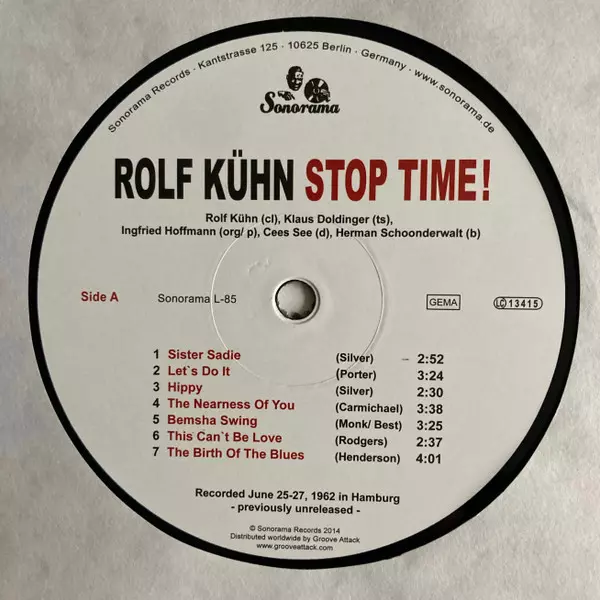 Sonorama Records · Kantstrasse 125 · 10625 Berlin · Germany · www.sonorama.de
Sonorama
ROLF KÜHN STOP TIME!
Rolf Kühn (cl), Klaus Doldinger (ts),
Ingfried Hoffmann (org/ p), Cees See (d), Herman Schoonderwalt (b)
Side A Sonorama L-85 GEMA LC 13415
1 Sister Sadie (Silver) – 2:52
2 Let`s Do It (Porter) 3:24
3 Hippy (Silver) 2:30
4 The Nearness Of You (Carmichael) 3:38
5 Bemsha Swing (Monk/ Best) 3:25
6 This Can`t Be Love (Rodgers) 2:37
7 The Birth Of The Blues (Henderson) 4:01
Recorded June 25-27, 1962 in Hamburg
- previously unreleased -
© Sonorama Records 2014
Distributed worldwide by Groove Attack
www.grooveattack.com